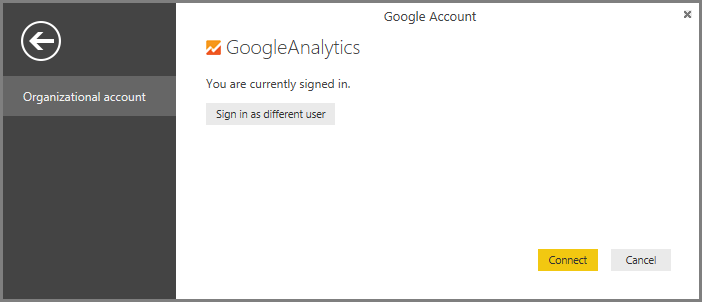 Google Account
Organizational account
GoogleAnalytics
You are currently signed in.
Sign in as different user
Connect
Cancel